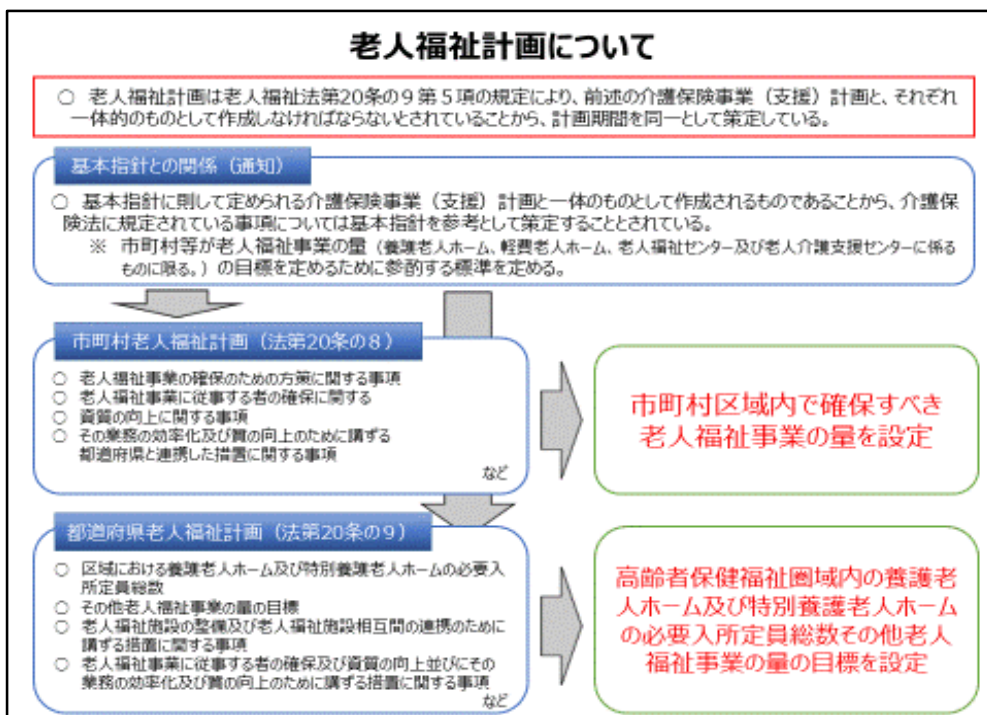 老人福祉計画について
○ 老人福祉計画は老人福祉法第20条の9第5項の規定により、前述の介護保険事業（支援）計画と、それぞれ
一体的のものとして作成しなければならないとされていることから、計画期間を同一として策定している。
基本指針との関係（通知）
○ 基本指針に則して定められる介護保険事業（支援）計画と一体のものとして作成されるものであることから、介護保
険法に規定されている事項については基本指針を参考として策定することとされている。
※ 市町村等が老人福祉事業の量（養護老人ホーム、軽費老人ホーム、老人福祉センター及び老人介護支援センターに係る
ものに限る。）の目標を定めるために参酌する標準を定める。
市町村老人福祉計画（法第20条の8）
○ 老人福祉事業の確保のための方策に関する事項
○ 老人福祉事業に従事する者の確保に関する
○ 資質の向上に関する事項
○ その業務の効率化及び質の向上のために講ずる
都道府県と連携した措置に関する事項
など
市町村区域内で確保すべき
老人福祉事業の量を設定
都道府県老人福祉計画（法第20条の9）
○ 区域における養護老人ホーム及び特別養護老人ホームの必要入
所定員総数
○ その他老人福祉事業の量の目標
○ 老人福祉施設の整備及び老人福祉施設相互間の連携のために
講ずる措置に関する事項
○ 老人福祉事業に従事する者の確保及び資質の向上並びにその
業務の効率化及び質の向上のために講ずる措置に関する事項
など
高齢者保健福祉圏域内の養護老
人ホーム及び特別養護老人ホーム
の必要入所定員総数その他老人
福祉事業の量の目標を設定